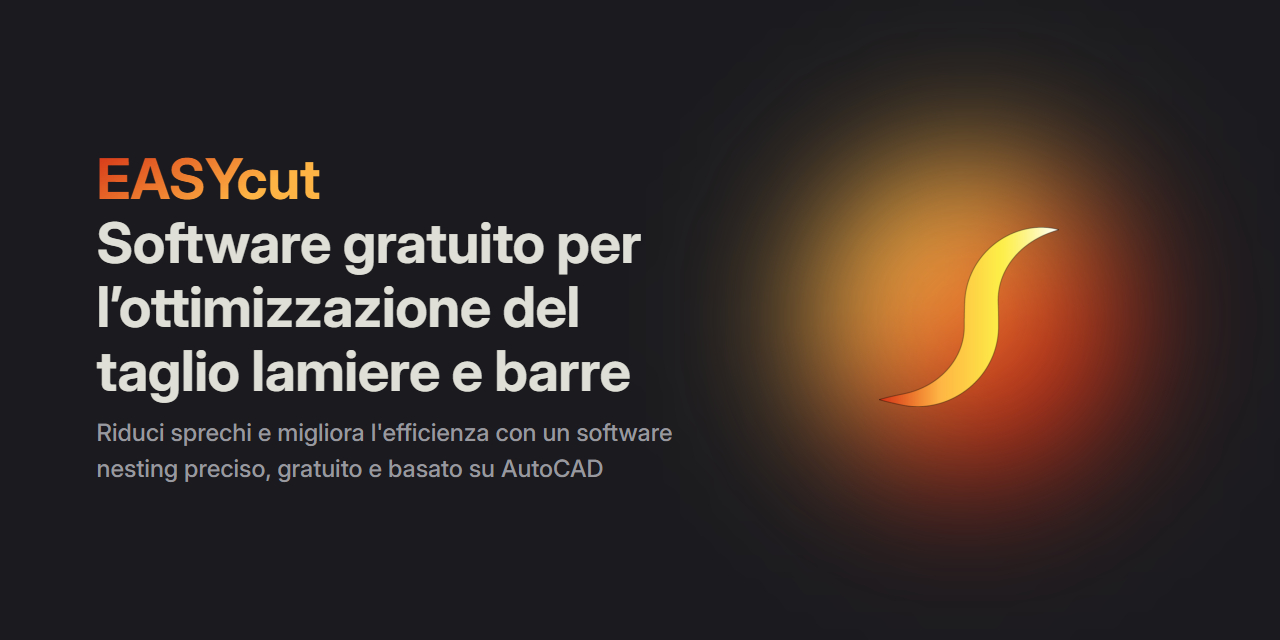 EASYcut
Software gratuito per
l’ottimizzazione del
taglio lamiere e barre
Riduci sprechi e migliora l'efficienza con un software
nesting preciso, gratuito e basato su AutoCAD